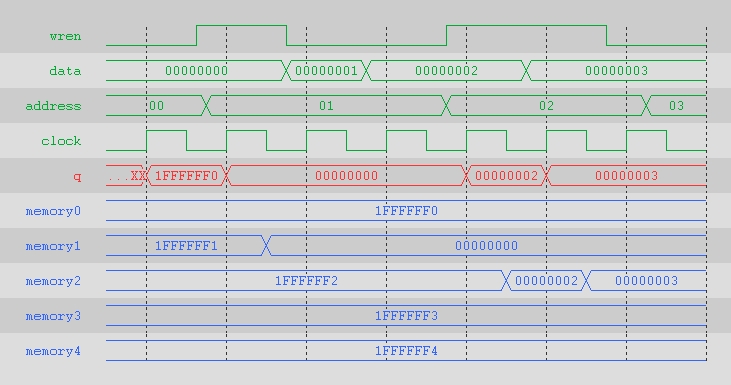 wren
data 00000000 00000001 00000002 00000003
address 00 01 02 03
clock
q ...XX 1FFFFFF0 00000000 00000002 00000003
memory0 1FFFFFF0
memory1 1FFFFFF1 00000000
memory2 1FFFFFF2 00000002 00000003
memory3 1FFFFFF3
memory4 1FFFFFF4